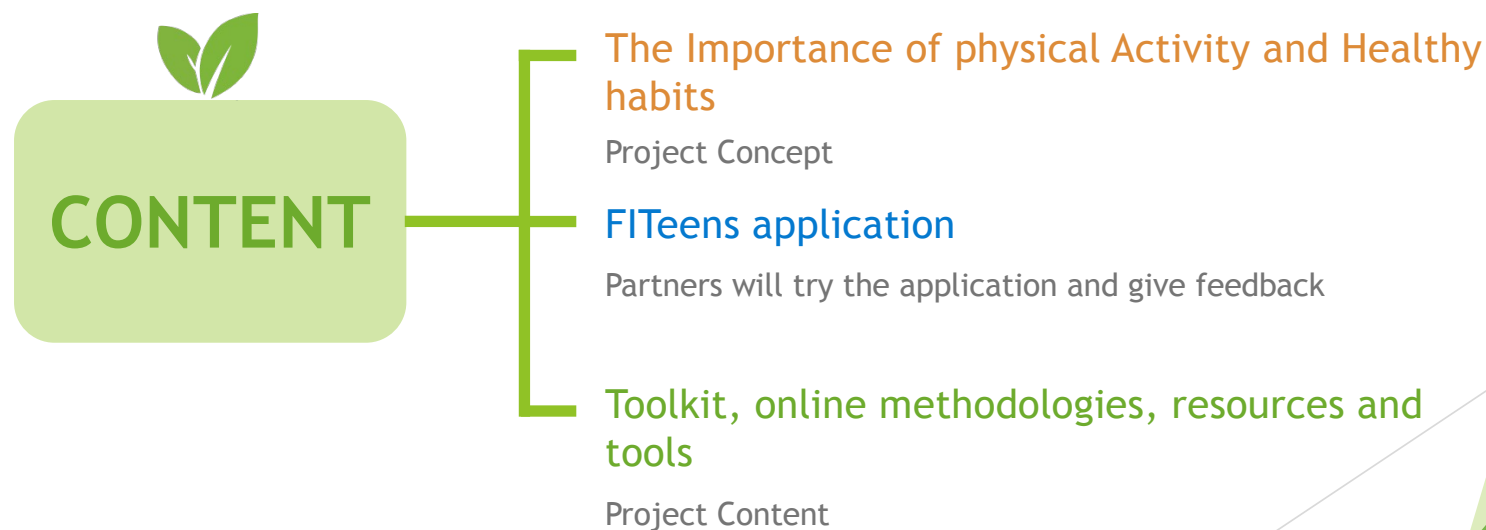 CONTENT
The Importance of physical Activity and Healthy
habits
Project Concept
FITeens application
Partners will try the application and give feedback
Toolkit, online methodologies, resources and
tools
Project Content